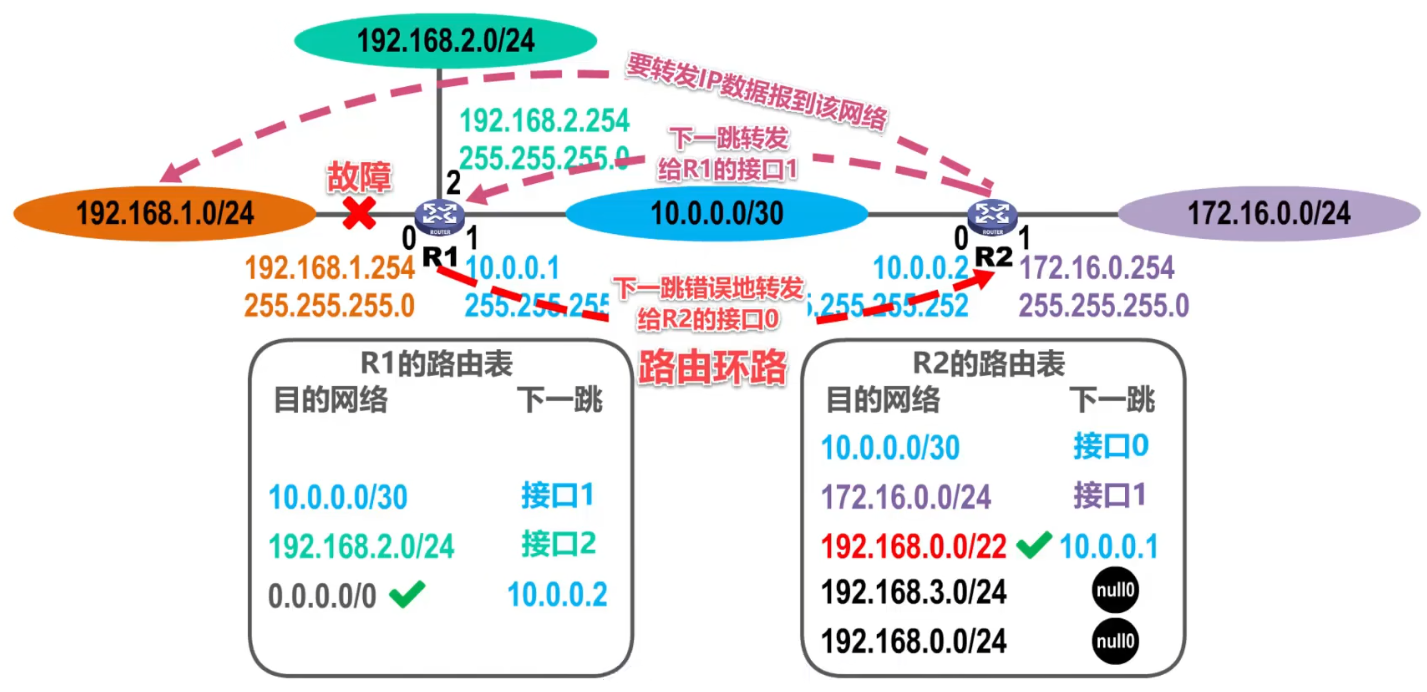 192.168.2.0/24
要转发IP数据报到该网络
192.168.2.254
255.255.255.0
下一跳转发
给R1的接口1
故障
2
192.168.1.0/24
10.0.0.0/30
172.16.0.0/24
ROUTER
ROUTER
0
R1
1
0
R2
1
192.168.1.254
255.255.255.0
10.0.0.1
255.255.255
下一跳错误地转发
给R2的接口0
10.0.0.2
.255.255.252
172.16.0.254
255.255.255.0
路由环路
R1的路由表
目的网络 下一跳
10.0.0.0/30 接口1
192.168.2.0/24 接口2
0.0.0.0/0 10.0.0.2
R2的路由表
目的网络 下一跳
10.0.0.0/30 接口0
172.16.0.0/24 接口1
192.168.0.0/22 10.0.0.1
192.168.3.0/24 null0
192.168.0.0/24 null0